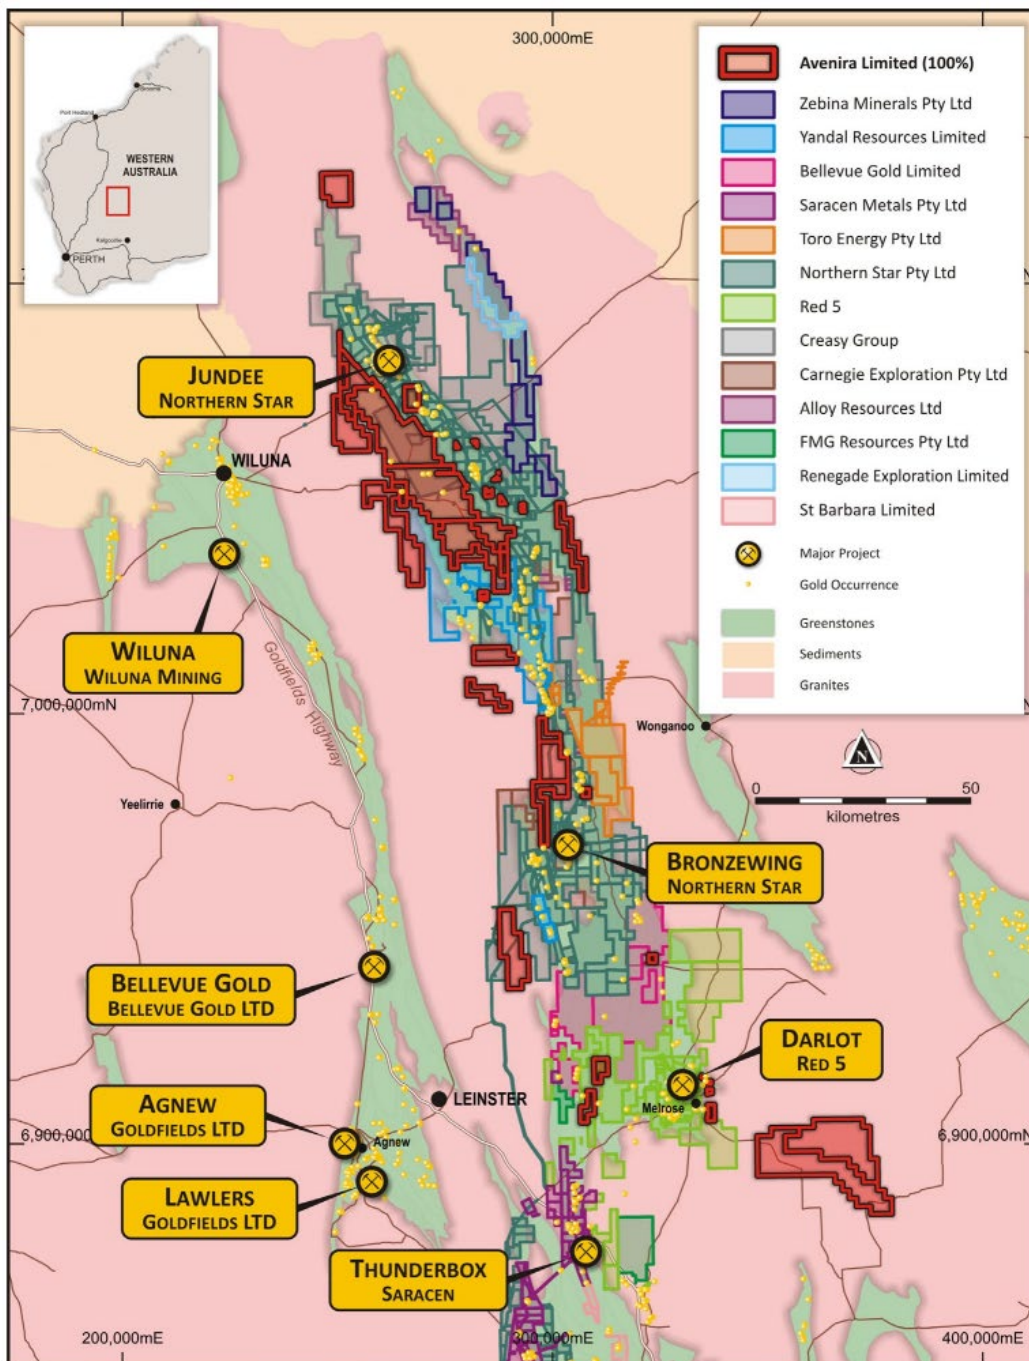 300,000mE
Broome
Port Hedland
WESTERN
AUSTRALIA
Kalgoorlie
PERTH
Avenira Limited (100%)
Zebina Minerals Pty Ltd
Yandal Resources Limited
Bellevue Gold Limited
Saracen Metals Pty Ltd
Toro Energy Pty Ltd
Northern Star Pty Ltd
Red 5
Creasy Group
Carnegie Exploration Pty Ltd
Alloy Resources Ltd
FMG Resources Pty Ltd
Renegade Exploration Limited
St Barbara Limited
Major Project
Gold Occurrence
Greenstones
Sediments
Granites
JUNDEE
NORTHERN STAR
WILUNA
WILUNA
WILUNA MINING
Goldfields Highway
7,000,000mN
Wonganoo
N
0 50
kilometres
Yeelirrie
BRONZEWING
NORTHERN STAR
BELLEVUE GOLD
BELLEVUE GOLD LTD
DARLOT
RED 5
Melrose
LEINSTER
AGNEW
GOLDFIELDS LTD
Agnew
6,900,00
6,900,000mN
LAWLERS
GOLDFIELDS LTD
THUNDERBOX
SARACEN
200,000mE
300,000mE
400,000mE